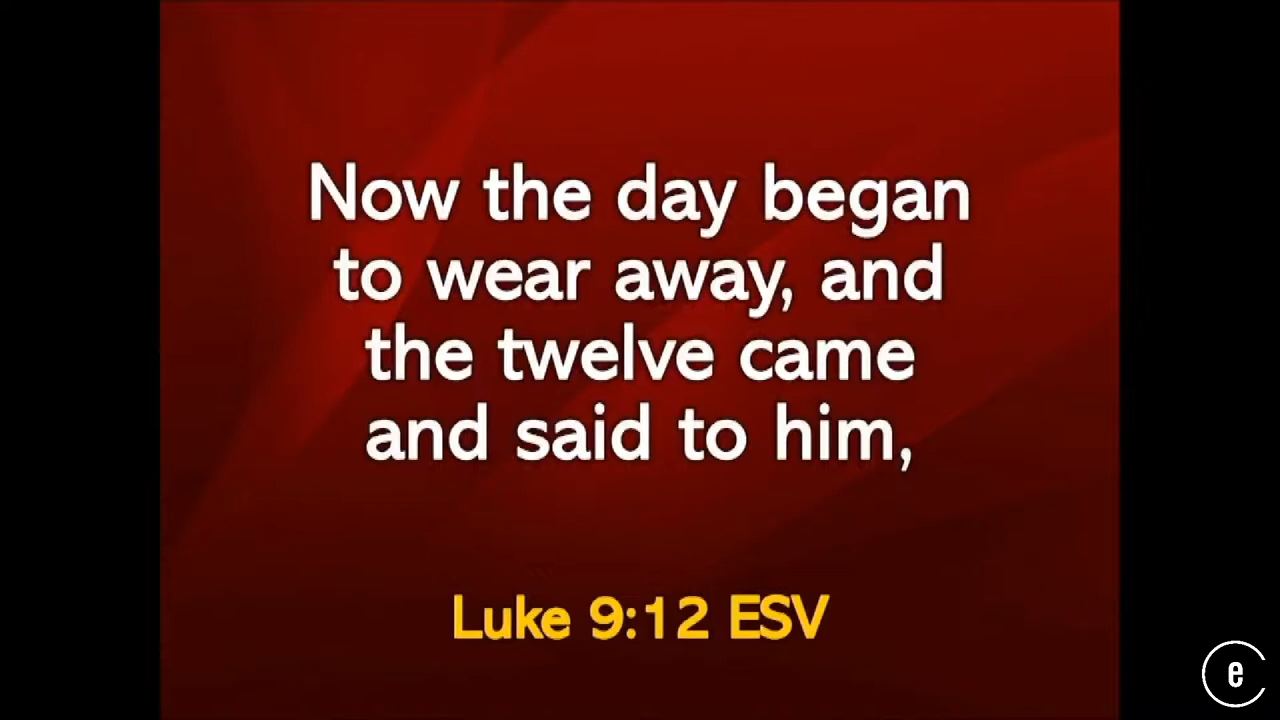 Now the day began
to wear away, and
the twelve came
and said to him,
Luke 9:12 ESV
e